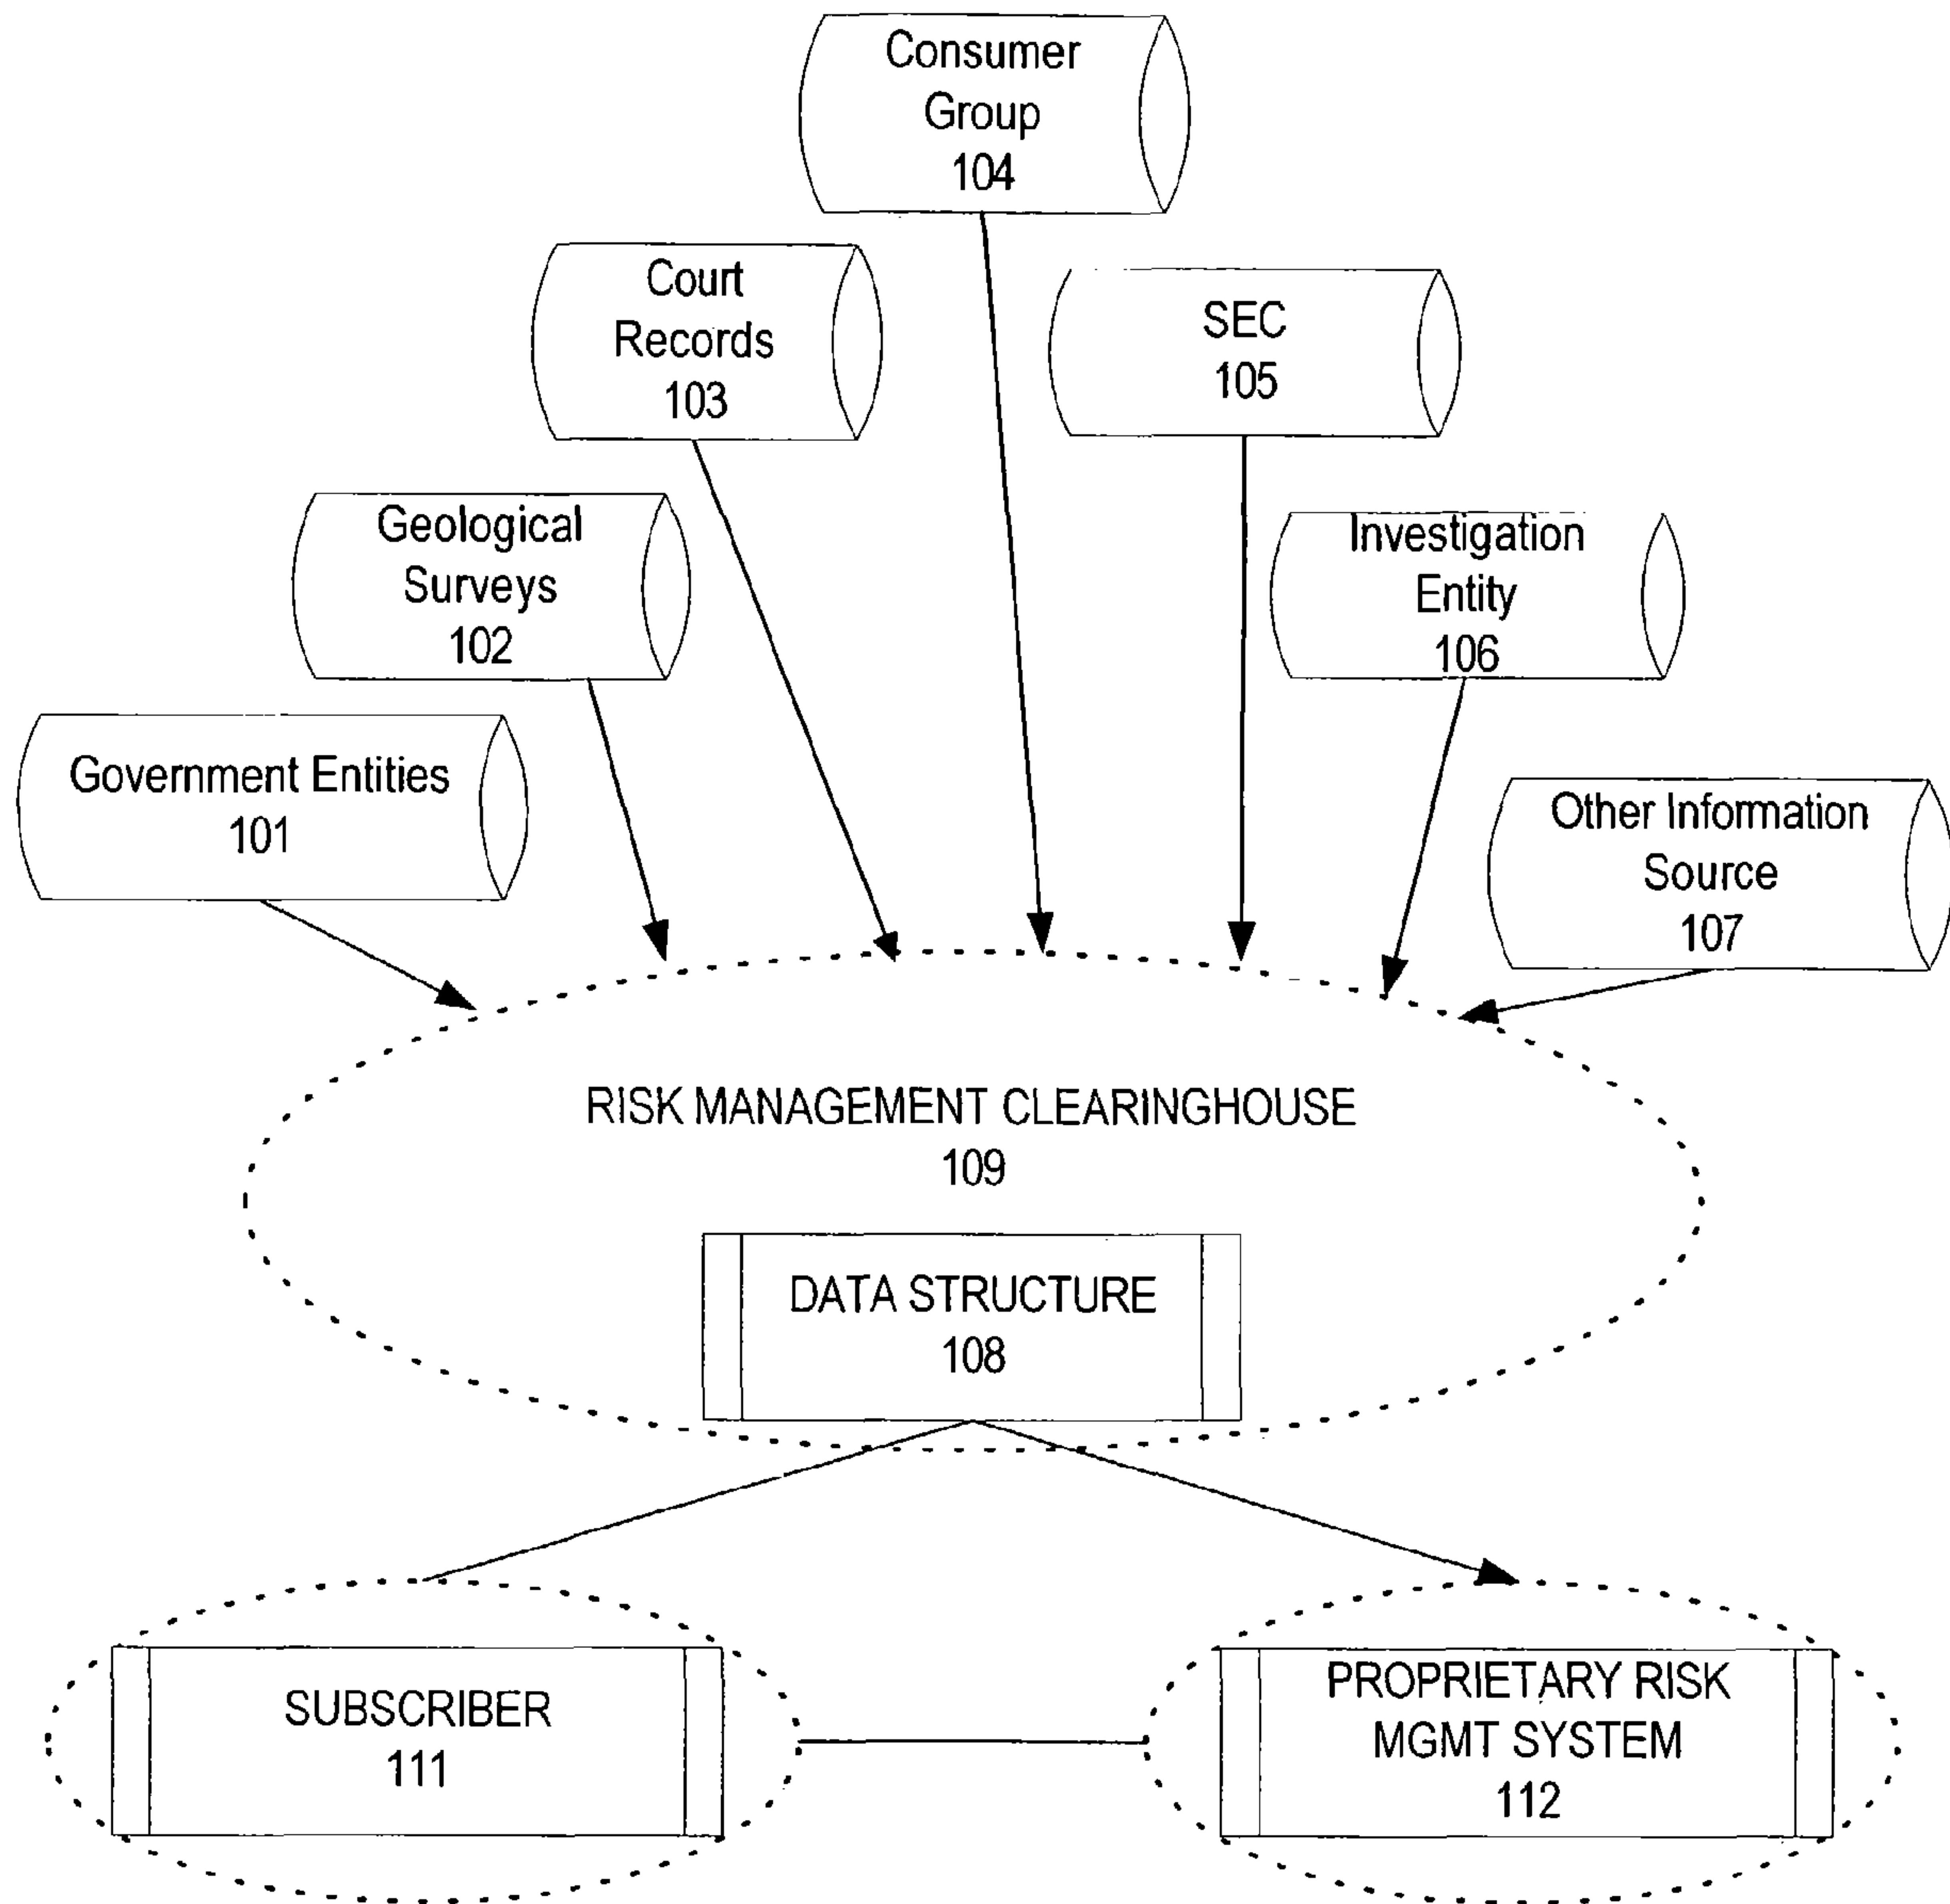 Consumer
Group
104
Court
Records
103
SEC
105
Geological
Surveys
102
Investigation
Entity
106
Government Entities
101
Other Information
Source
107
RISK MANAGEMENT CLEARINGHOUSE
109
DATA STRUCTURE
108
SUBSCRIBER
111
PROPRIETARY RISK
MGMT SYSTEM
112